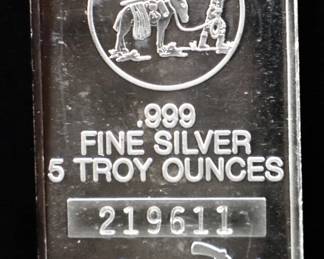 .999
FINE SILVER
5 TROY OUNCES
219611